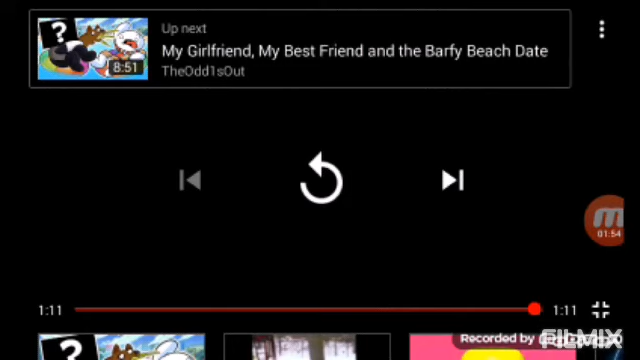 Up next
My Girlfriend, My Best Friend and the Barfy Beach Date
TheOdd1sOut
?
8:51
01:54
1:11
1:11
?
Recorded by
FILMIX